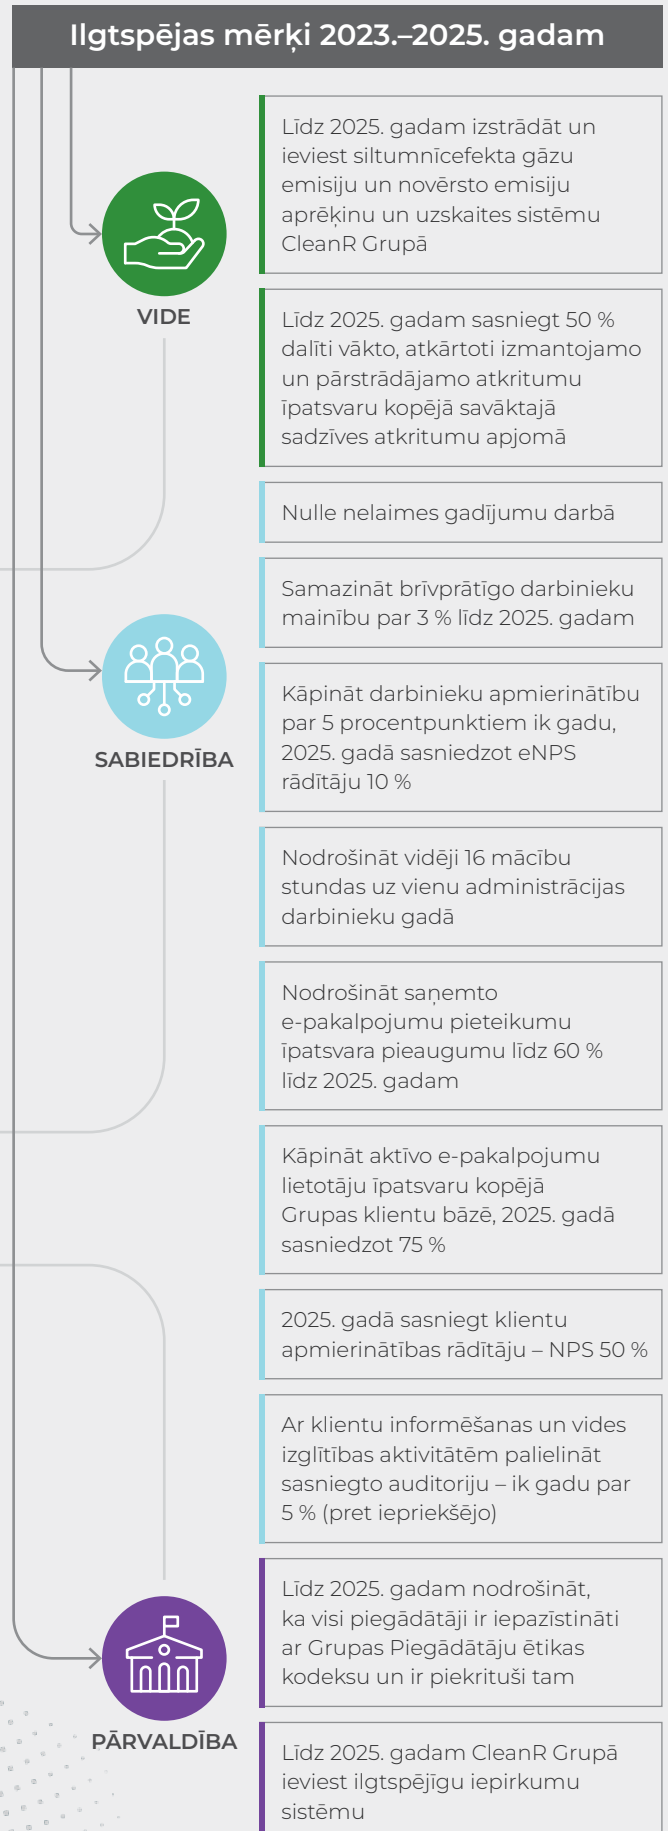 Ilgtspējas mērķi 2023.–2025. gadam
VIDE
Līdz 2025. gadam izstrādāt un
ieviest siltumnīcefekta gāzu
emisiju un novērsto emisiju
aprēķinu un uzskaites sistēmu
CleanR Grupā
Līdz 2025. gadam sasniegt 50 %
dalīti vākto, atkārtoti izmantojamo
un pārstrādājamo atkritumu
īpatsvaru kopējā savāktajā
sadzīves atkritumu apjomā
SABIEDRĪBA
Nulle nelaimes gadījumu darbā
Samazināt brīvprātīgo darbinieku
mainību par 3 % līdz 2025. gadam
Kāpināt darbinieku apmierinātību
par 5 procentpunktiem ik gadu,
2025. gadā sasniedzot eNPS
rādītāju 10 %
Nodrošināt vidēji 16 mācību
stundas uz vienu administrācijas
darbinieku gadā
Nodrošināt saņemto
e-pakalpojumu pieteikumu
īpatsvara pieaugumu līdz 60 %
līdz 2025. gadam
Kāpināt aktīvo e-pakalpojumu
lietotāju īpatsvaru kopējā
Grupas klientu bāzē, 2025. gadā
sasniedzot 75 %
2025. gadā sasniegt klientu
apmierinātības rādītāju – NPS 50 %
Ar klientu informēšanas un vides
izglītības aktivitātēm palielināt
sasniegto auditoriju – ik gadu par
5 % (pret iepriekšējo)
PĀRVALDĪBA
Līdz 2025. gadam nodrošināt,
ka visi piegādātāji ir iepazīstināti
ar Grupas Piegādātāju ētikas
kodeksu un ir piekrituši tam
Līdz 2025. gadam CleanR Grupā
ieviest ilgtspējīgu iepirkumu
sistēmu